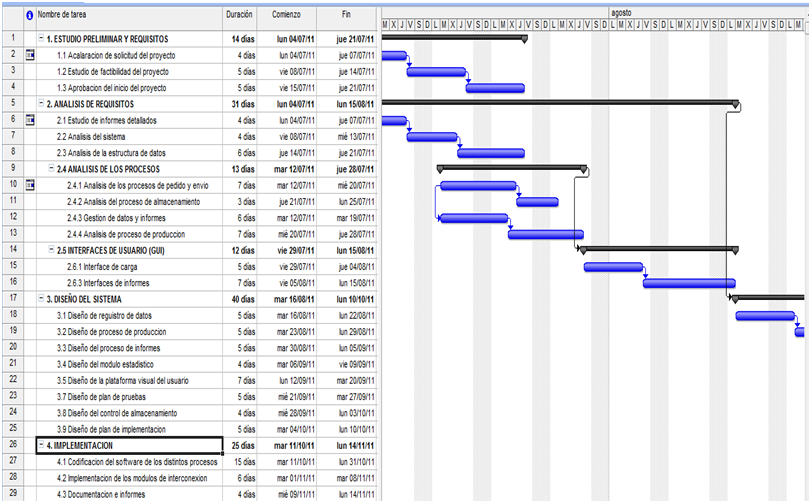 Nombre de tarea Duración Comienzo Fin agosto
M X J V S D L M X J V S D L M X J V S D L M X J V S D L M X J V S D L M X J V S D L M X J V S D L M
1 1. ESTUDIO PRELIMINAR Y REQUISITOS 14 días lun 04/07/11 jue 21/07/11
2 1.1 Acalaracion de solicitud del proyecto 4 días lun 04/07/11 jue 07/07/11
3 1.2 Estudio de factibilidad del proyecto 5 días vie 08/07/11 jue 14/07/11
4 1.3 Aprobacion del inicio del proyecto 5 días vie 15/07/11 jue 21/07/11
5 2. ANALISIS DE REQUISITOS 31 días lun 04/07/11 lun 15/08/11
6 2.1 Estudio de informes detallados 4 días lun 04/07/11 jue 07/07/11
7 2.2 Analisis del sistema 4 días vie 08/07/11 mié 13/07/11
8 2.3 Analisis de la estructura de datos 6 días jue 14/07/11 jue 21/07/11
9 2.4 ANALISIS DE LOS PROCESOS 13 días mar 12/07/11 jue 28/07/11
10 2.4.1 Analisis de los procesos de pedido y envio 7 días mar 12/07/11 mié 20/07/11
11 2.4.2 Analisis del proceso de almacenamiento 3 días jue 21/07/11 lun 25/07/11
12 2.4.3 Gestion de datos y informes 6 días mar 12/07/11 mar 19/07/11
13 2.4.4 Analisis de proceso de produccion 7 días mié 20/07/11 jue 28/07/11
14 2.5 INTERFACES DE USUARIO (GUI) 12 días vie 29/07/11 lun 15/08/11
15 2.6.1 Interface de carga 5 días vie 29/07/11 jue 04/08/11
16 2.6.3 Interfaces de informes 7 días vie 05/08/11 lun 15/08/11
17 3. DISEÑO DEL SISTEMA 40 días mar 16/08/11 lun 10/10/11
18 3.1 Diseño de reguistro de datos 5 días mar 16/08/11 lun 22/08/11
19 3.2 Diseño de proceso de produccion 5 días mar 23/08/11 lun 29/08/11
20 3.3 Diseño del proceso de informes 5 días mar 30/08/11 lun 05/09/11
21 3.4 Diseño del modulo estadistico 4 días mar 06/09/11 vie 09/09/11
22 3.5 Diseño de la plataforma visual del usuario 7 días lun 12/09/11 mar 20/09/11
23 3.7 Diseño de plan de pruebas 5 días mié 21/09/11 mar 27/09/11
24 3.8 Diseño del control de almacenamiento 4 días mié 28/09/11 lun 03/10/11
25 3.9 Diseño de plan de implementacion 5 días mar 04/10/11 lun 10/10/11
26 4. IMPLEMENTACION 25 días mar 11/10/11 lun 14/11/11
27 4.1 Codificacion del software de los distintos procesos 15 días mar 11/10/11 lun 31/10/11
28 4.2 Implementacion de los modulos de interconexion 6 días mar 01/11/11 mar 08/11/11
29 4.3 Documentacion e informes 4 días mié 09/11/11 lun 14/11/11